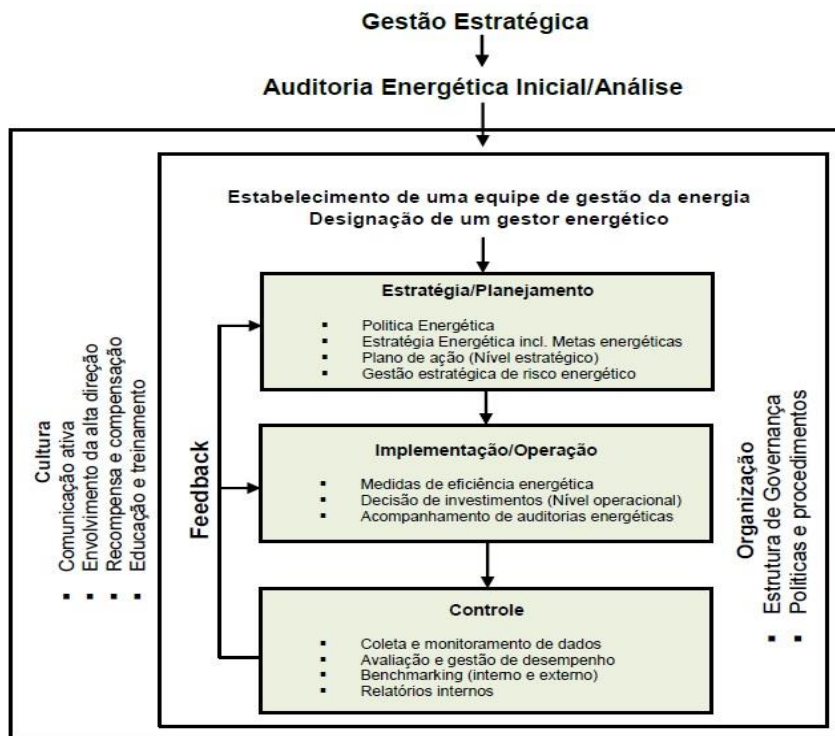 Gestão Estratégica
Auditoria Energética Inicial/Análise
Estabelecimento de uma equipe de gestão da energia
Designação de um gestor energético
Estratégia/Planejamento
▪ Politica Energética
▪ Estratégia Energética incl. Metas energéticas
▪ Plano de ação (Nível estratégico)
▪ Gestão estratégica de risco energético
Implementação/Operação
▪ Medidas de eficiência energética
▪ Decisão de investimentos (Nível operacional)
▪ Acompanhamento de auditorias energéticas
Controle
▪ Coleta e monitoramento de dados
▪ Avaliação e gestão de desempenho
▪ Benchmarking (interno e externo)
▪ Relatórios internos
Feedback
Cultura
▪ Comunicação ativa
▪ Envolvimento da alta direção
▪ Recompensa e compensação
▪ Educação e treinamento
Organização
▪ Estrutura de Governança
▪ Políticas e procedimentos